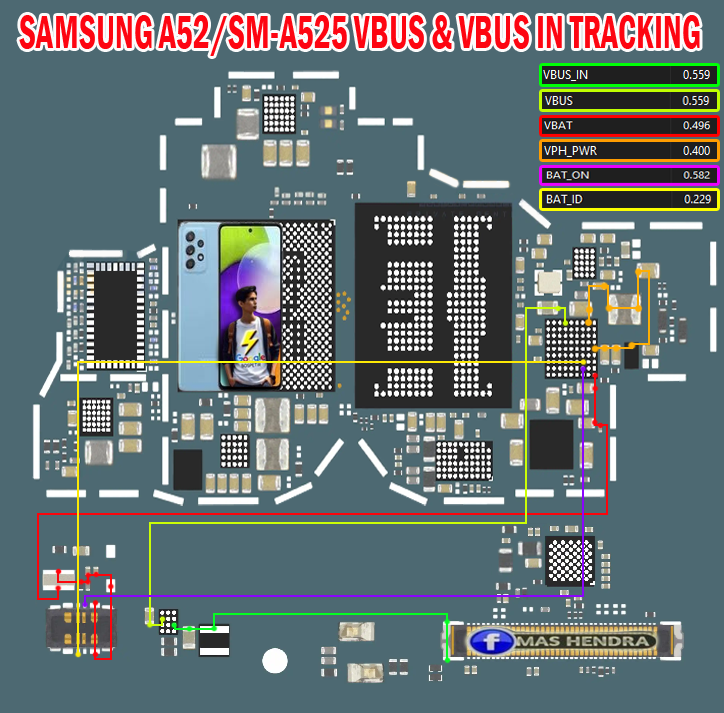 SAMSUNG A52/SM-A525 VBUS & VBUS IN TRACKING
VBUS_IN 0.559
VBUS 0.559
VBAT 0.496
VPH_PWR 0.400
BAT_ON 0.582
BAT_ID 0.229
Google
f MAS HENDRA